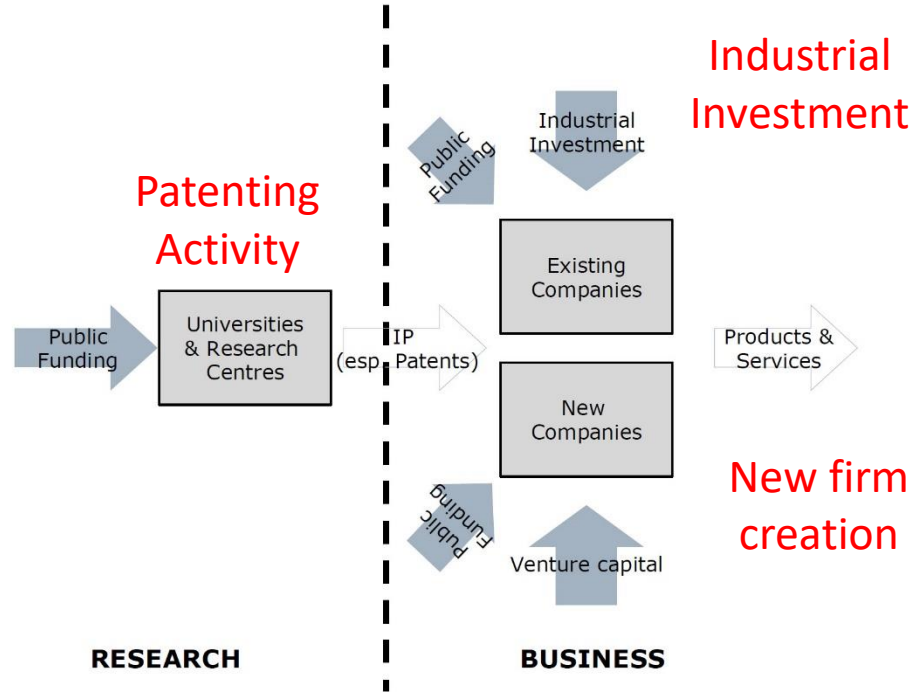 Industrial
Investment
Industrial
Investment
Public
Funding
Patenting
Activity
Existing
Companies
Public
Funding
Universities
& Research
Centres
IP
(esp. Patents)
Products &
Services
New
Companies
New firm
creation
Public
Funding
Venture capital
RESEARCH
BUSINESS